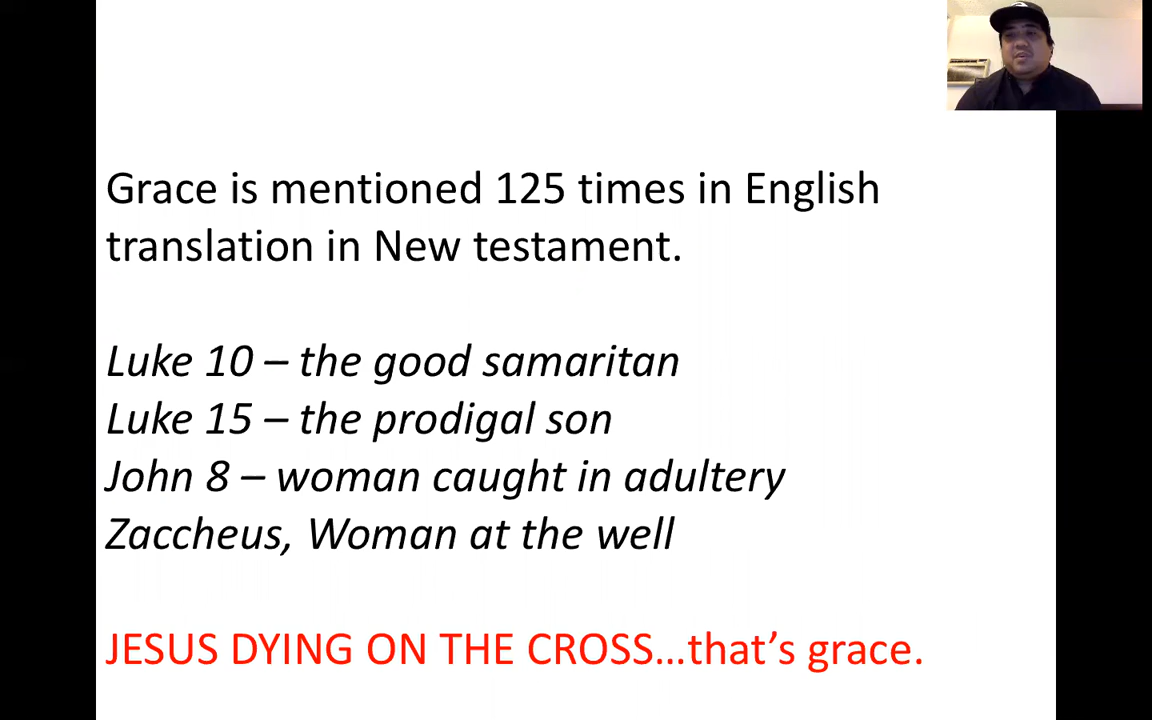 Grace is mentioned 125 times in English
translation in New testament.
Luke 10 – the good samaritan
Luke 15 – the prodigal son
John 8 – woman caught in adultery
Zaccheus, Woman at the well
JESUS DYING ON THE CROSS…that’s grace.